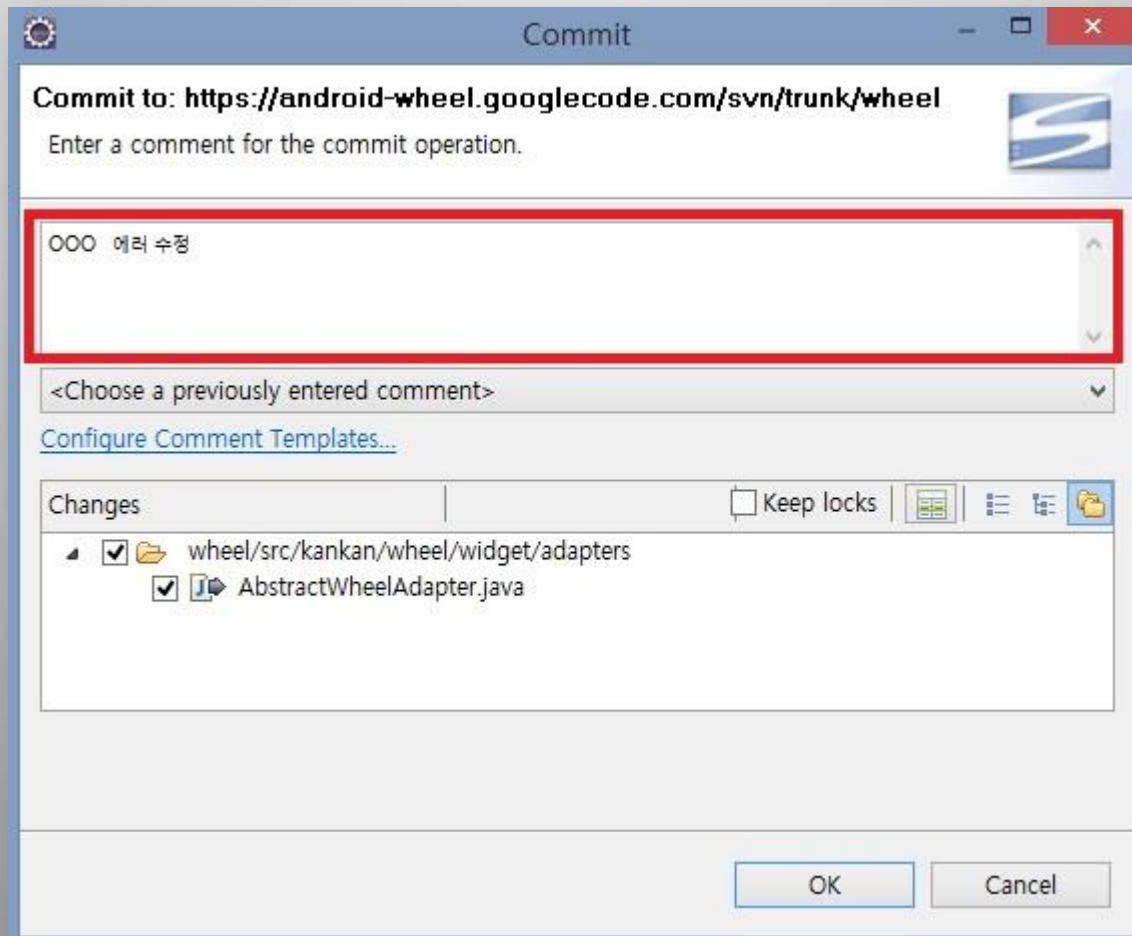 Commit
Commit to: https://android-wheel.googlecode.com/svn/trunk/wheel
Enter a comment for the commit operation.
OOO 에러 수정
<Choose a previously entered comment>
Configure Comment Templates...
Changes
Keep locks
wheel/src/kankan/wheel/widget/adapters
AbstractWheelAdapter.java
OK
Cancel